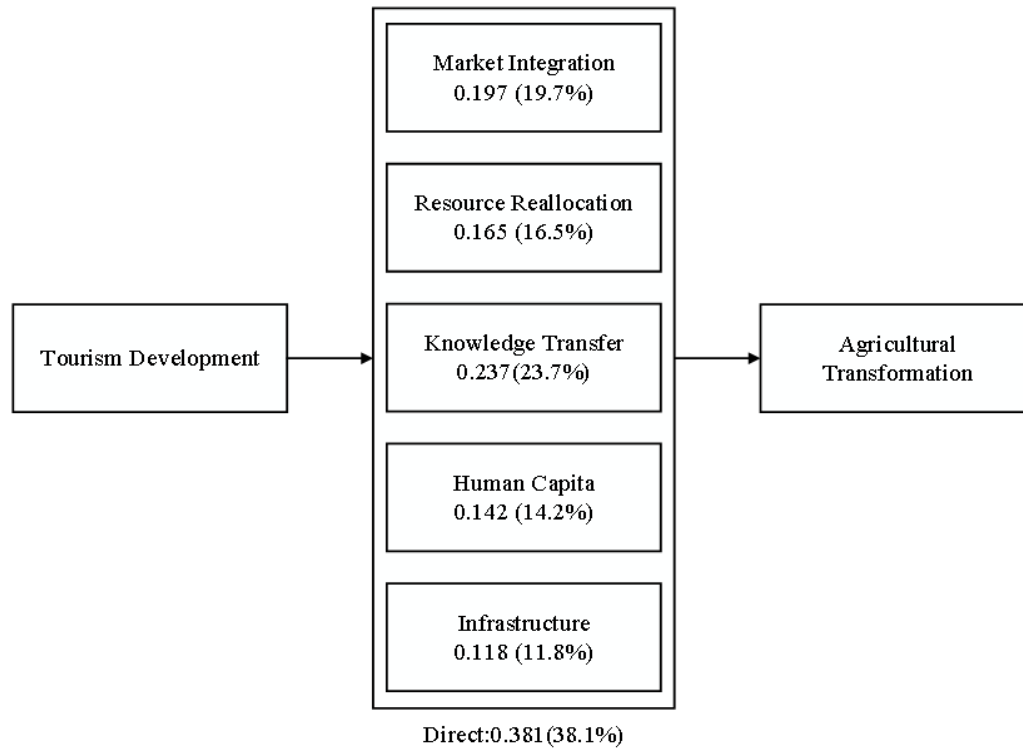 Market Integration
0.197 (19.7%)
Resource Reallocation
0.165 (16.5%)
Tourism Development
Knowledge Transfer
0.237(23.7%)
Agricultural
Transformation
Human Capita
0.142 (14.2%)
Infrastructure
0.118 (11.8%)
Direct:0.381(38.1%)